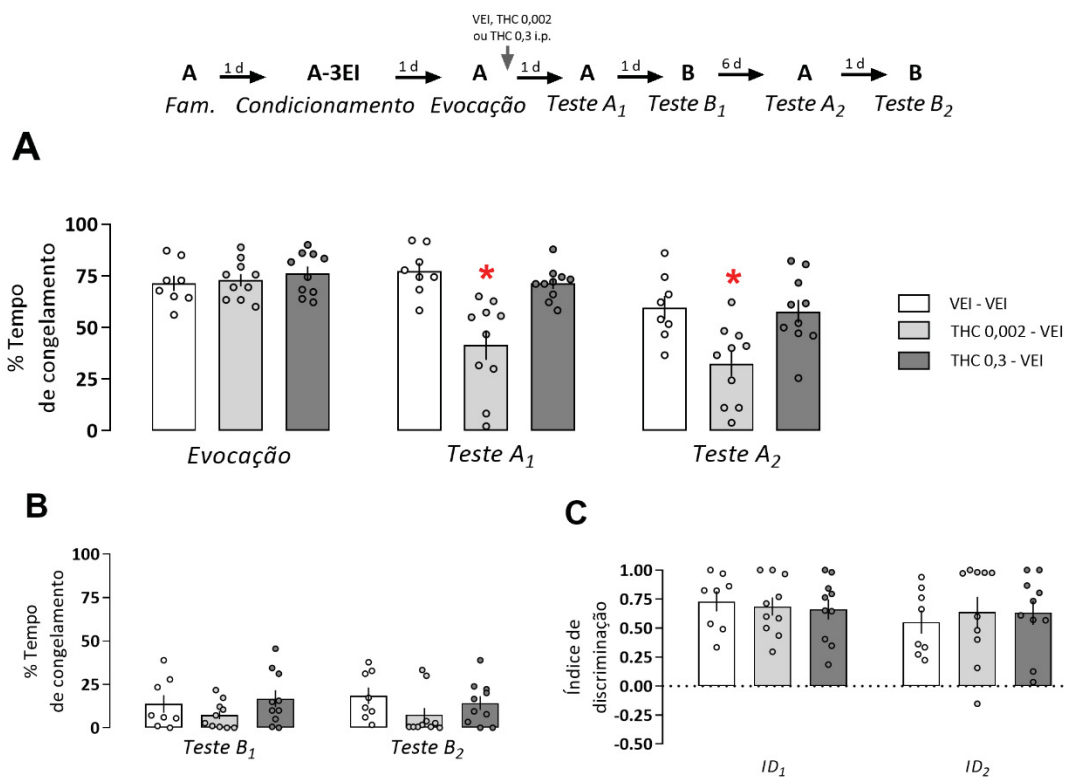 VEI, THC 0,002
ou THC 0,3 i.p.
A 1 d A-3EI 1 d A 1 d A 1 d B 6 d A 1 d B
Fam. Condicionamento Evocação Teste A1 Teste B1 Teste A2 Teste B2
A
% Tempo
de congelamento
100
75
50
25
0
*
*
Evocação Teste A1 Teste A2
VEI - VEI
THC 0,002 - VEI
THC 0,3 - VEI
B
% Tempo
de congelamento
100
75
50
25
0
Teste B1 Teste B2
C
Índice de
discriminação
1.00
0.75
0.50
0.25
0.00
-0.25
-0.50
ID1 ID2